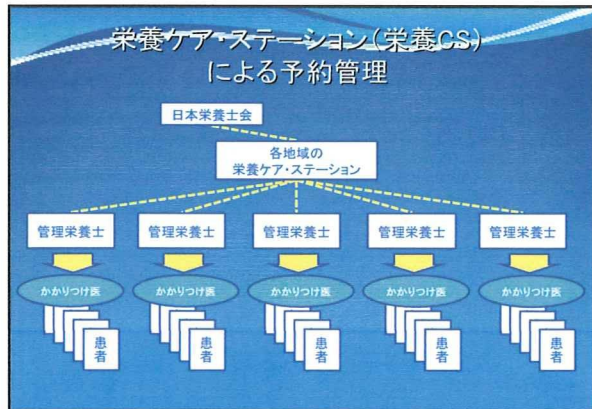 栄養ケア・ステーション（栄養CS）
による予約管理
日本栄養士会
各地域の
栄養ケア・ステーション
管理栄養士
管理栄養士
管理栄養士
管理栄養士
管理栄養士
かかりつけ医
かかりつけ医
かかりつけ医
かかりつけ医
かかりつけ医
患者
患者
患者
患者
患者